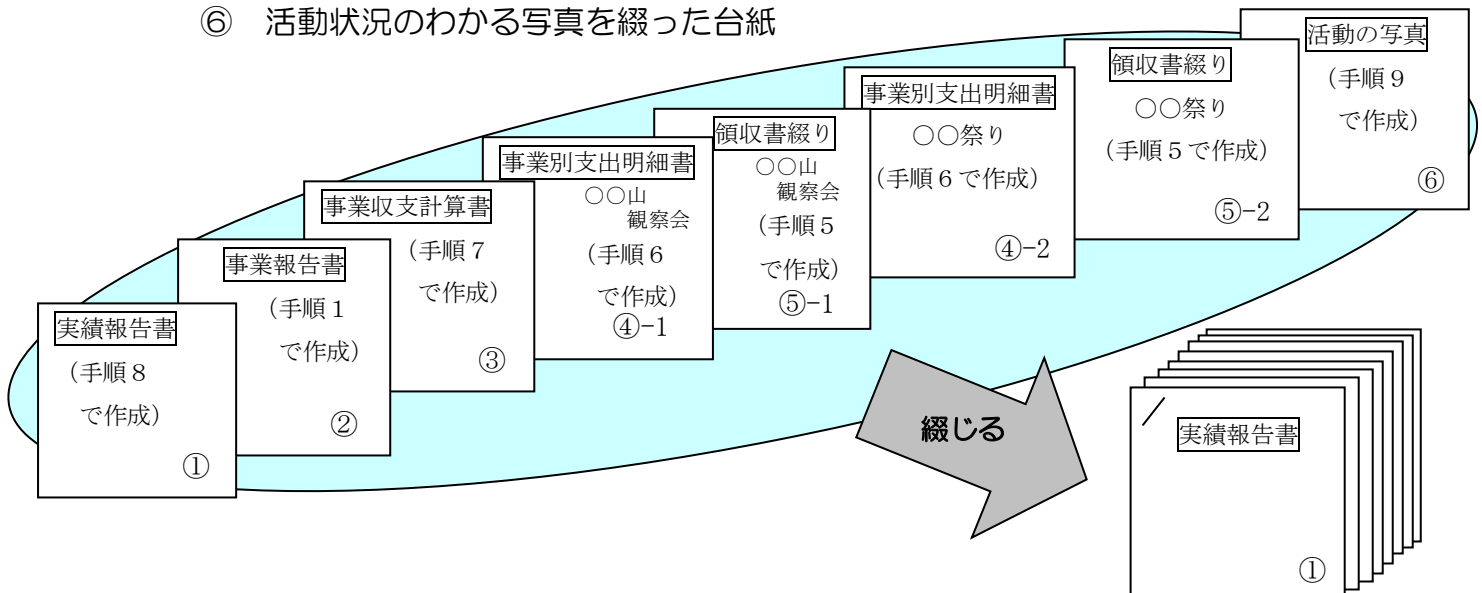 ⑥　活動状況のわかる写真を綴った台紙
実績報告書
（手順８
で作成）
①
事業報告書
（手順１
で作成）
②
事業収支計算書
（手順７
で作成）
③
事業別支出明細書
○○山
観察会
（手順６
で作成）
④-1
領収書綴り
○○山
観察会
（手順５
で作成）
⑤-1
事業別支出明細書
○○祭り
（手順６で作成）
④-2
領収書綴り
○○祭り
（手順５で作成）
⑤-2
活動の写真
（手順９
で作成）
⑥
綴じる
実績報告書
①